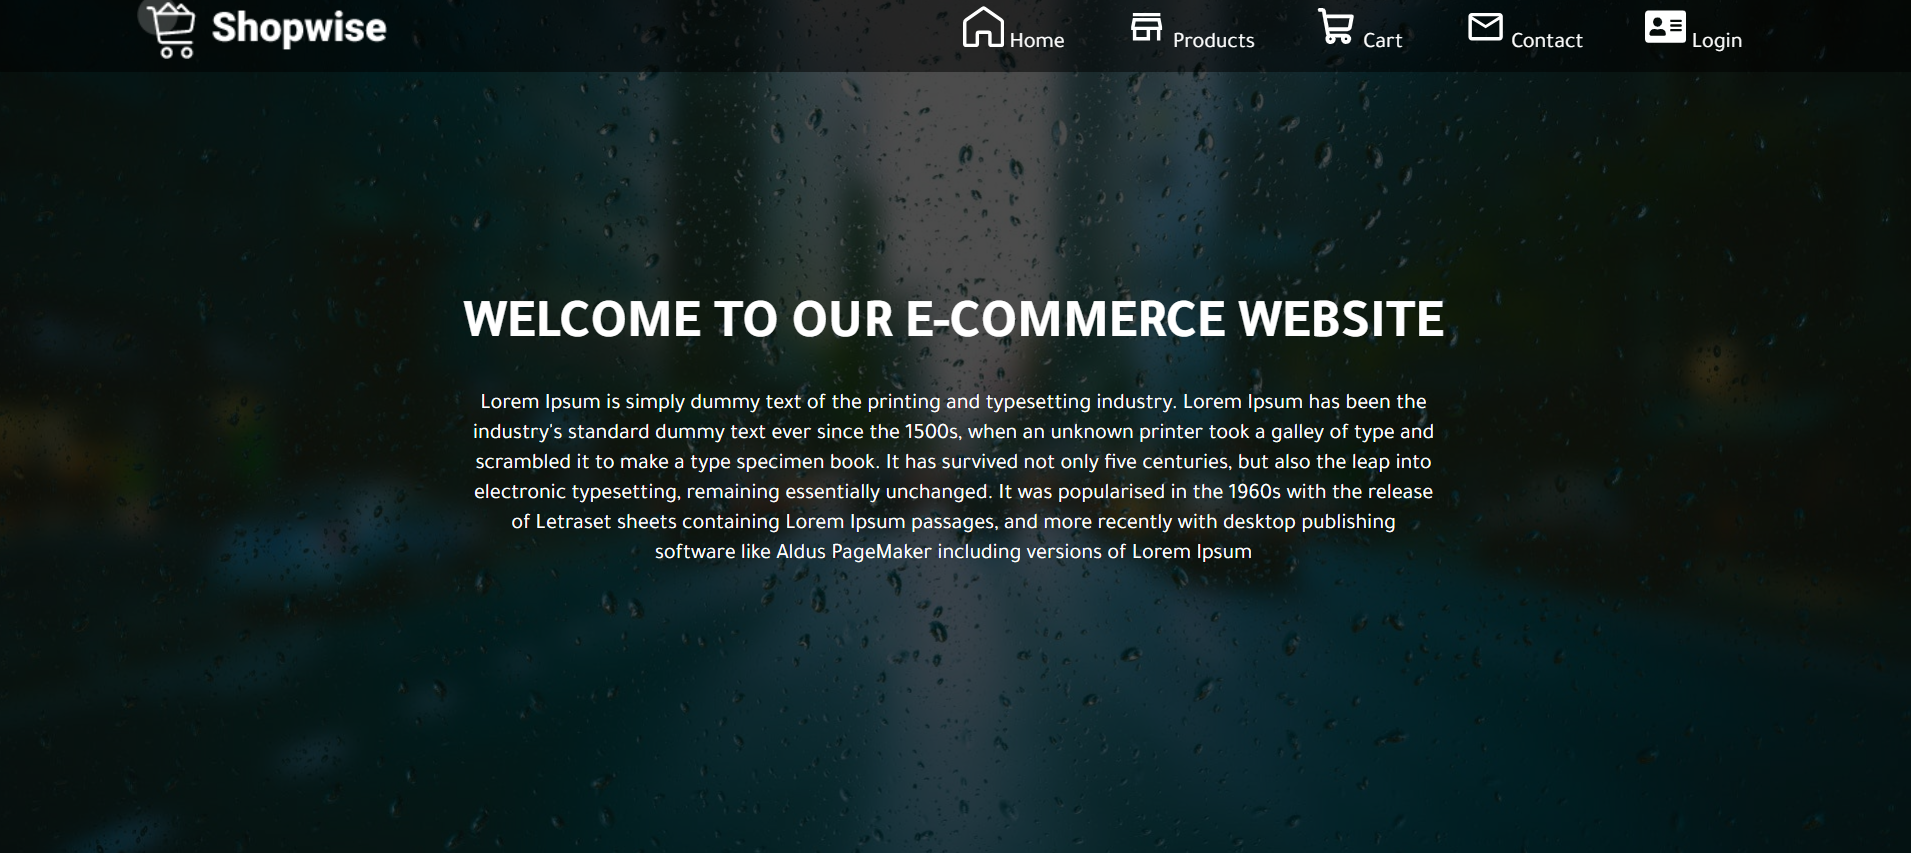 Shopwise
Home
Products
Cart
Contact
Login
WELCOME TO OUR E-COMMERCE WEBSITE
Lorem Ipsum is simply dummy text of the printing and typesetting industry. Lorem Ipsum has been the
industry's standard dummy text ever since the 1500s, when an unknown printer took a galley of type and
scrambled it to make a type specimen book. It has survived not only five centuries, but also the leap into
electronic typesetting, remaining essentially unchanged. It was popularised in the 1960s with the release
of Letraset sheets containing Lorem Ipsum passages, and more recently with desktop publishing
software like Aldus PageMaker including versions of Lorem Ipsum